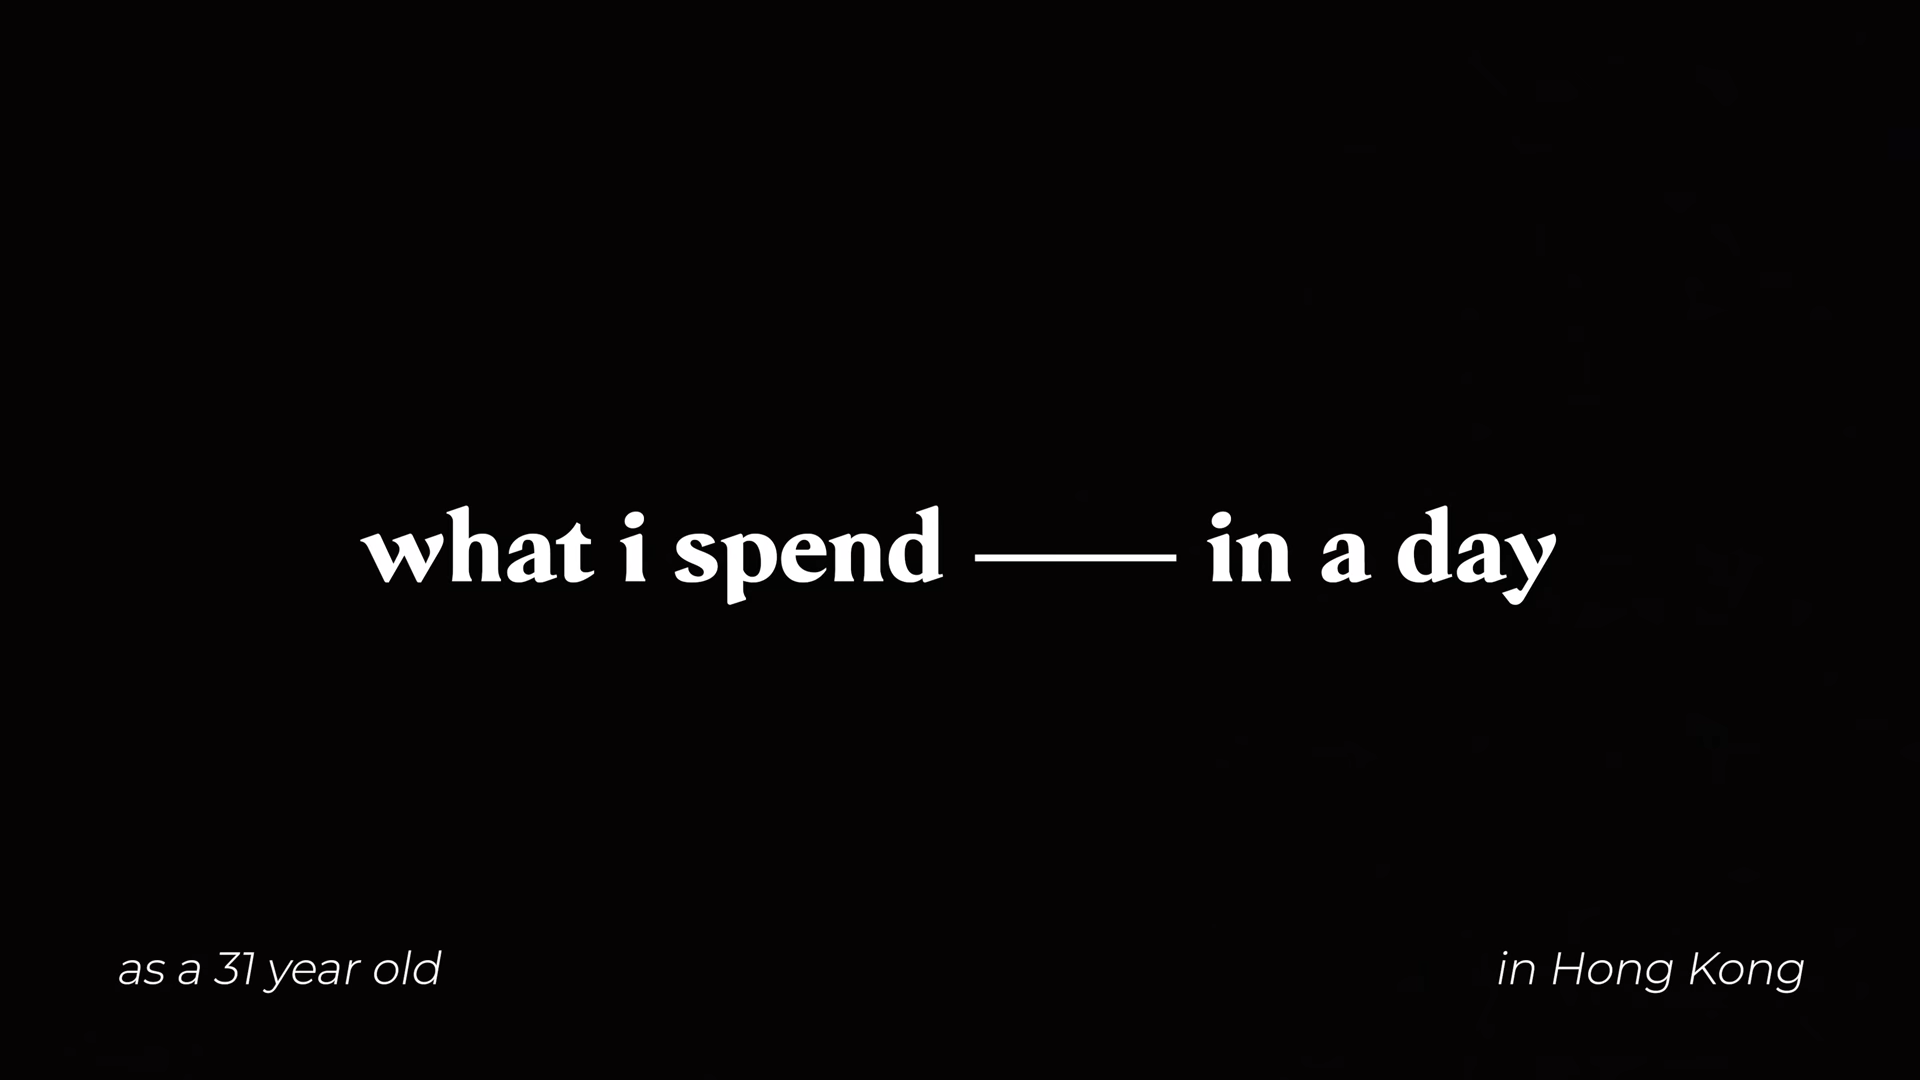 what i spend —— in a day
as a 31 year old
in Hong Kong